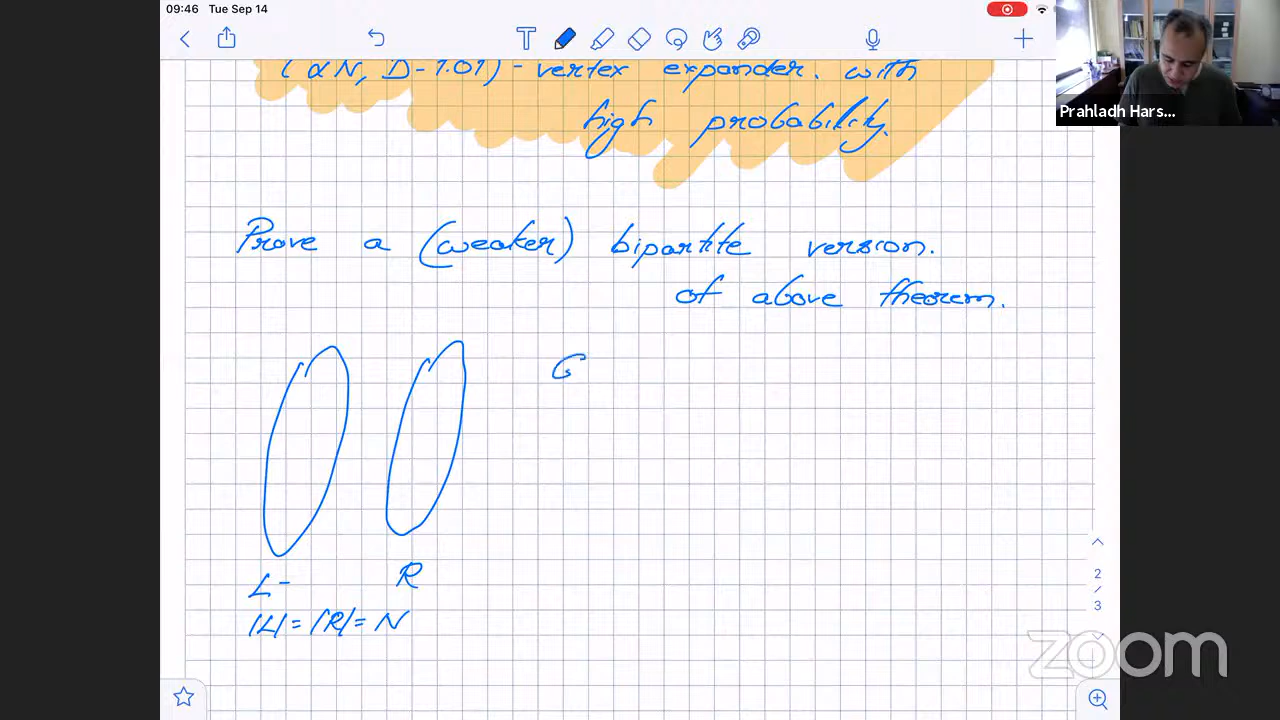 09:46 Tue Sep 14
(αN, D-1.01) - vertex expander. with
high probability.
Prove a (weaker) bipartite version.
of above theorem.
G
L - R
|L| = |R| = N
Prahladh Hars...
T
2
/
3
zoom